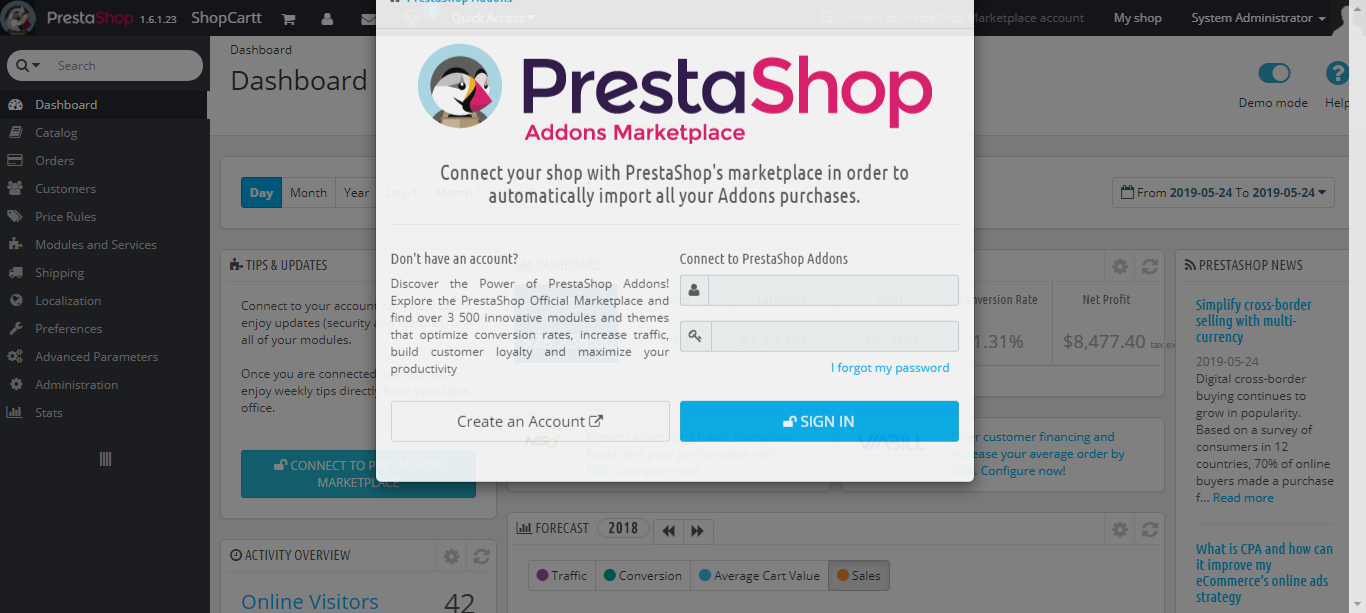 PrestaShop 1.6.1.23
ShopCartt
Quick Access
Connect to PrestaShop Marketplace account
My shop
System Administrator
Search
Dashboard
Catalog
Orders
Customers
Price Rules
Modules and Services
Shipping
Localization
Preferences
Advanced Parameters
Administration
Stats
Dashboard
Dashboard
Demo mode
Help
Day
Month
Year
Day-1
From 2019-05-24 To 2019-05-24
PrestaShop Addons
PrestaShop
Addons Marketplace
Connect your shop with PrestaShop's marketplace in order to
automatically import all your Addons purchases.
Don't have an account?
Discover the Power of PrestaShop Addons!
Explore the PrestaShop Official Marketplace and
find over 3 500 innovative modules and themes
that optimize conversion rates, increase traffic,
build customer loyalty and maximize your
productivity
Create an Account
Connect to PrestaShop Addons
I forgot my password
SIGN IN
TIPS & UPDATES
Connect to your account
enjoy updates (security a
all of your modules.
Once you are connected, you
enjoy weekly tips directly from your back
office.
CONNECT TO PRESTASHOP
MARKETPLACE
ACTIVITY OVERVIEW
Online Visitors
42
DASHBOARD
Conversion Rate
1.31%
Net Profit
$8,477.40 tax ex
customer financing and
increase your average order by
Configure now!
FORECAST
2018
Traffic
Conversion
Average Cart Value
Sales
PRESTASHOP NEWS
Simplify cross-border
selling with multi-
currency
2019-05-24
Digital cross-border
buying continues to
grow in popularity.
Based on a survey of
consumers in 12
countries, 70% of online
buyers made a purchase
f... Read more
What is CPA and how can
it improve my
eCommerce's online ads
strategy